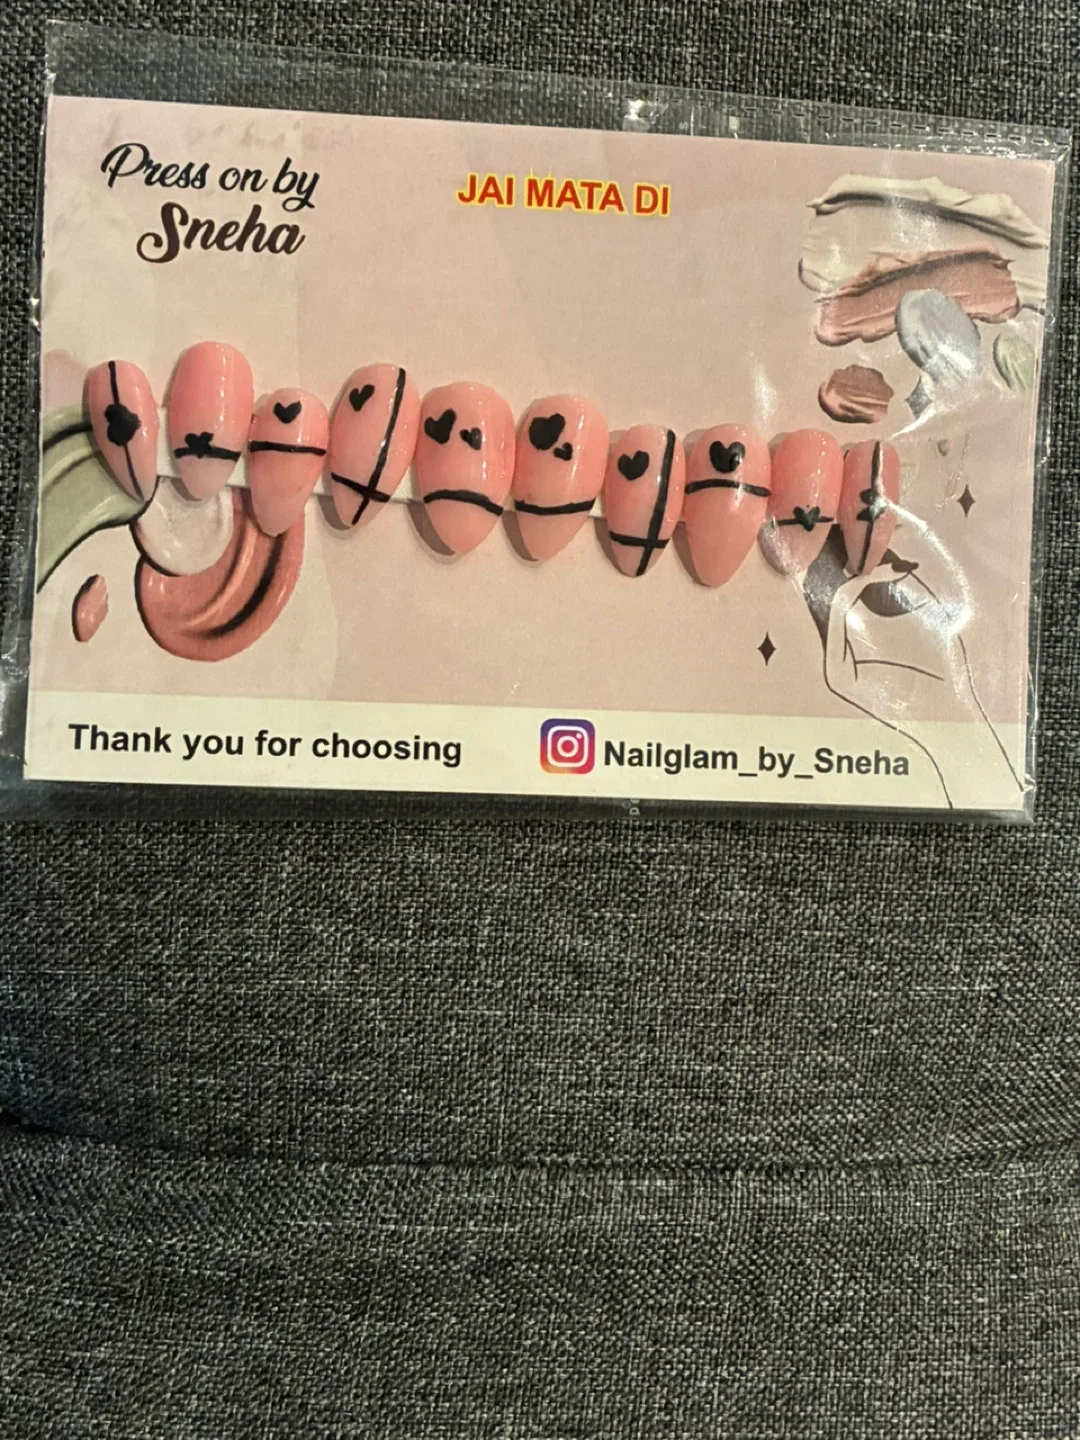 Press on by
Sneha
JAI MATA DI
Thank you for choosing
Nailglam_by_Sneha